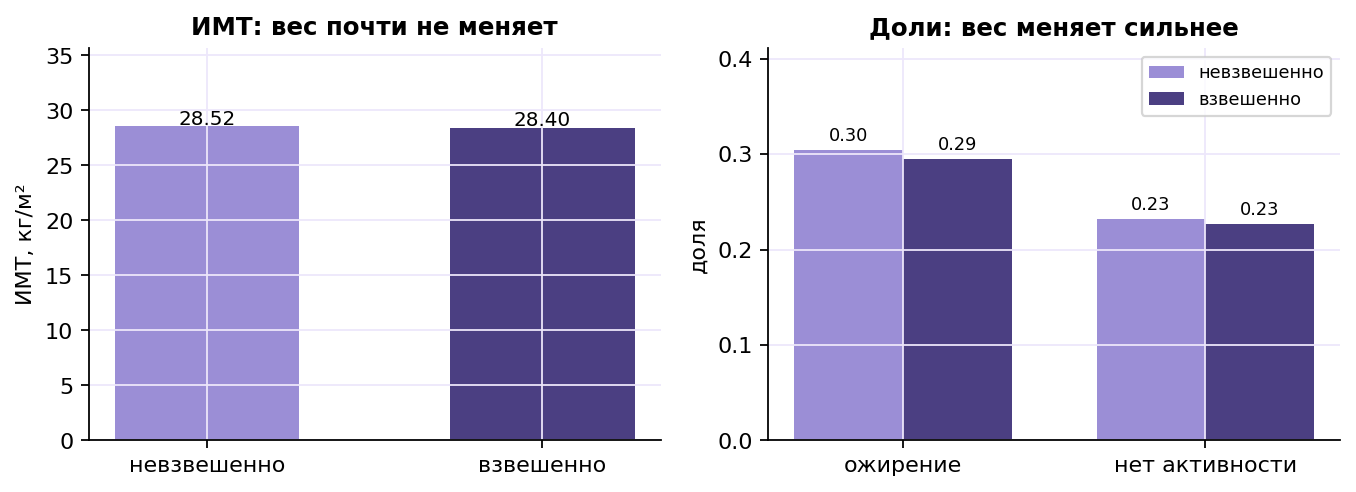 ИМТ: вес почти не меняет
ИМТ, кг/м²
35
30
25
20
15
10
5
0
28.52
28.40
невзвешенно
взвешенно
Доли: вес меняет сильнее
доля
0.4
0.3
0.2
0.1
0.0
невзвешенно
взвешенно
0.30
0.29
0.23
0.23
ожирение
нет активности